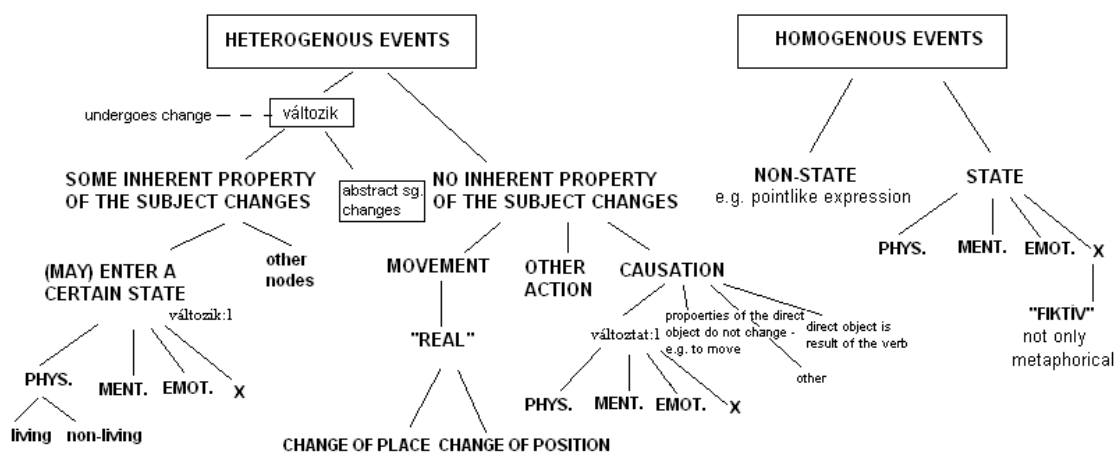 HETEROGENOUS EVENTS
HOMOGENOUS EVENTS
undergoes change
változik
SOME INHERENT PROPERTY
OF THE SUBJECT CHANGES
abstract sg.
changes
NO INHERENT PROPERTY
OF THE SUBJECT CHANGES
NON-STATE
e.g. pointlike expression
STATE
PHYS.
MENT.
EMOT.
X
"FIKTÍV"
not only
metaphorical
(MAY) ENTER A
CERTAIN STATE
változik:1
other
nodes
MOVEMENT
OTHER
ACTION
CAUSATION
"REAL"
változtat:1
propoerties of the direct
object do not change -
e.g. to move
direct object is
result of the verb
other
PHYS.
MENT.
EMOT.
X
living
non-living
PHYS.
MENT.
EMOT.
X
CHANGE OF PLACE
CHANGE OF POSITION